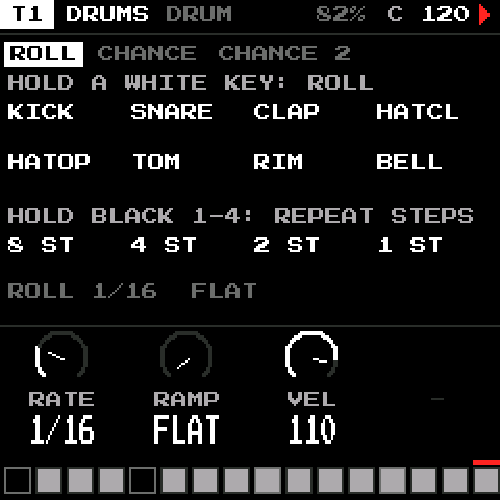 T1 DRUMS DRUM 82% C 120
ROLL CHANCE CHANCE 2
HOLD A WHITE KEY: ROLL
KICK SNARE CLAP HATCL
HATOP TOM RIM BELL
HOLD BLACK 1-4: REPEAT STEPS
8 ST 4 ST 2 ST 1 ST
ROLL 1/16 FLAT
RATE RAMP VEL –
1/16 FLAT 110